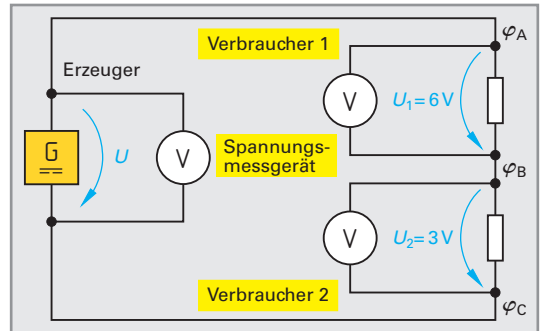 φA
Verbraucher 1
Erzeuger
V
U₁= 6 V
G
U
V
Spannungs-
messgerät
φB
V
U₂= 3 V
Verbraucher 2
φC